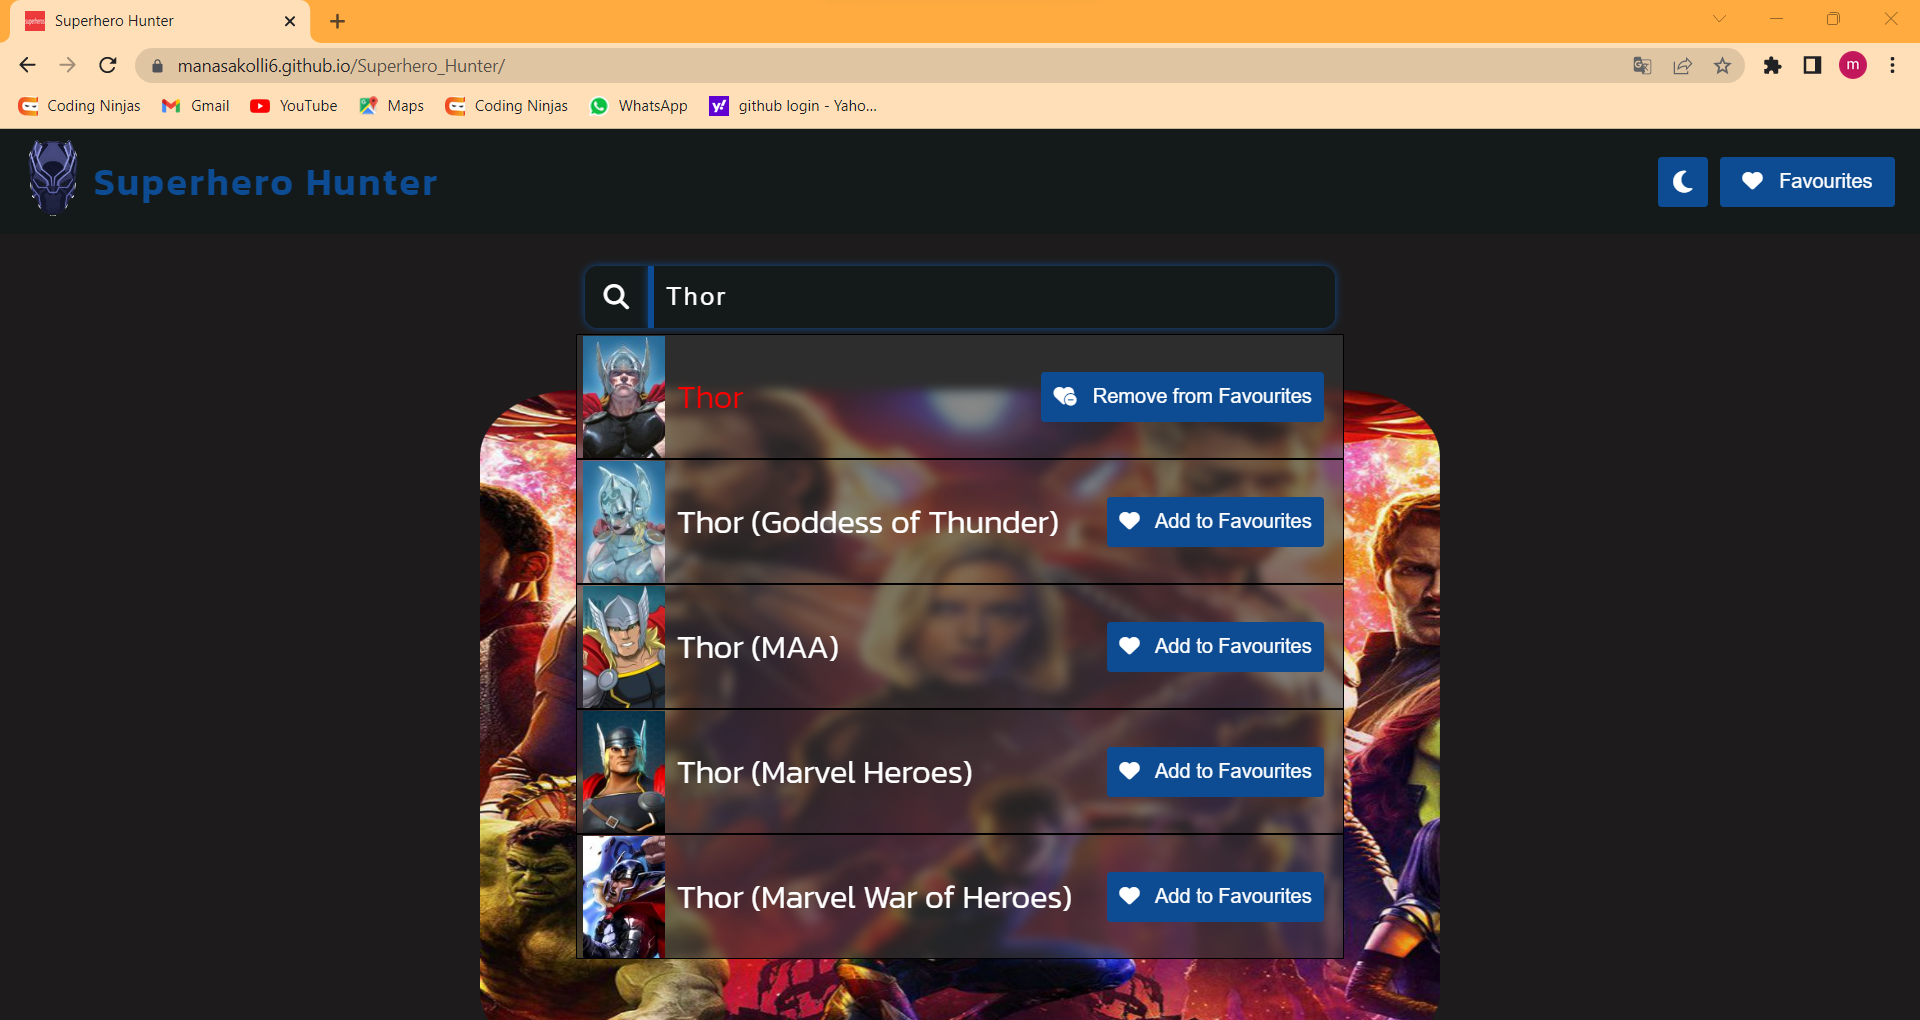 Superhero Hunter
manasakolli6.github.io/Superhero_Hunter/
m
Coding Ninjas Gmail YouTube Maps Coding Ninjas WhatsApp github login - Yaho...
Superhero Hunter
Favourites
Thor
Thor Remove from Favourites
Thor (Goddess of Thunder) Add to Favourites
Thor (MAA) Add to Favourites
Thor (Marvel Heroes) Add to Favourites
Thor (Marvel War of Heroes) Add to Favourites